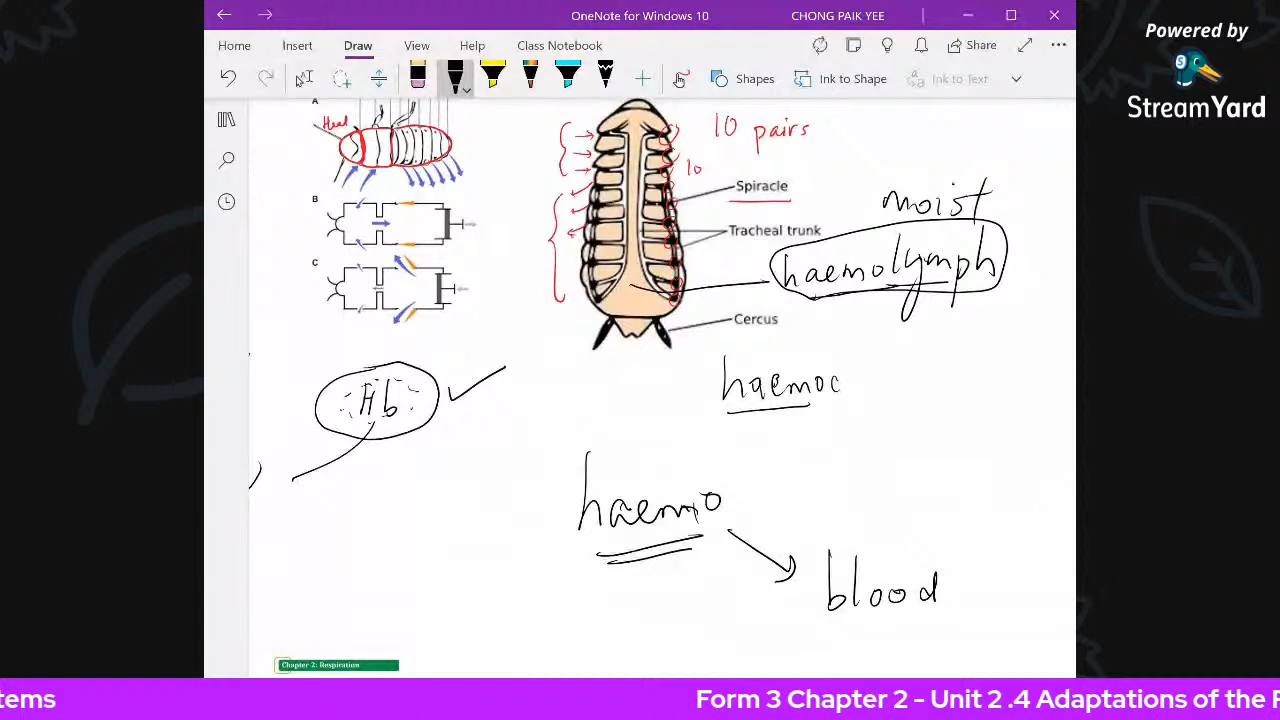 OneNote for Windows 10
CHONG PAIK YEE
Powered by
StreamYard
Home Insert Draw View Help Class Notebook
Share
Shapes
Ink to Shape
Ink to Text
A
Head
10 pairs
10
Spiracle
moist
B
Tracheal trunk
haemolymph
C
Cercus
haemoc
Hb
haemo
blood
Chapter 2: Respiration
tems
Form 3 Chapter 2 - Unit 2 .4 Adaptations of the